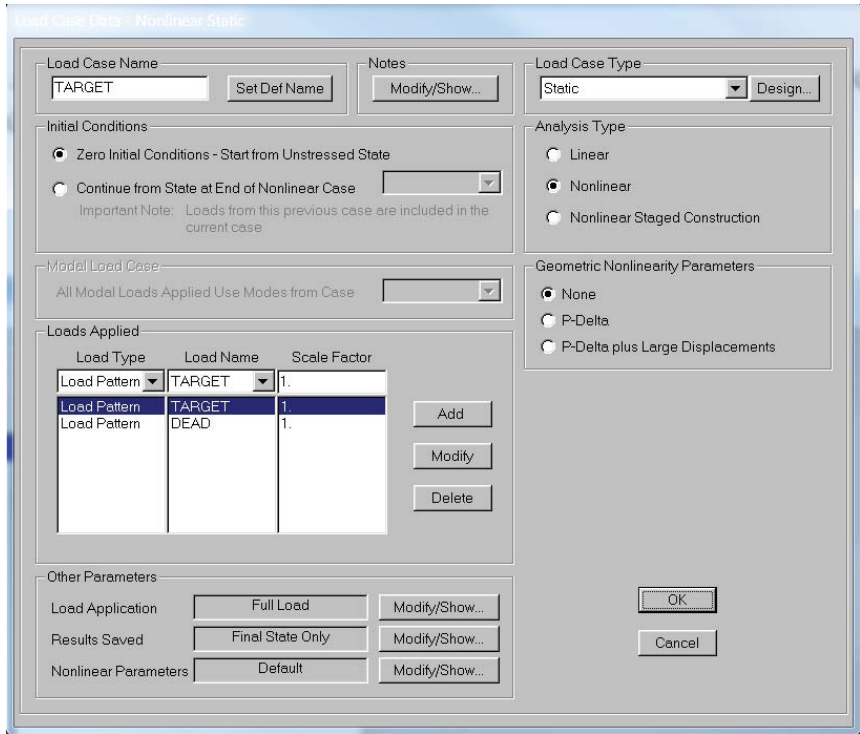 Load Case Data - Nonlinear Static
Load Case Name
TARGET
Set Def Name
Notes
Modify/Show...
Load Case Type
Static
Design...
Initial Conditions
Zero Initial Conditions - Start from Unstressed State
Continue from State at End of Nonlinear Case
Important Note: Loads from this previous case are included in the
current case
Analysis Type
Linear
Nonlinear
Nonlinear Staged Construction
Modal Load Case
All Modal Loads Applied Use Modes from Case
Geometric Nonlinearity Parameters
None
P-Delta
P-Delta plus Large Displacements
Loads Applied
Load Type Load Name Scale Factor
Load Pattern TARGET 1.
Load Pattern TARGET 1.
Load Pattern DEAD 1.
Add
Modify
Delete
Other Parameters
Load Application Full Load Modify/Show...
Results Saved Final State Only Modify/Show...
Nonlinear Parameters Default Modify/Show...
OK
Cancel